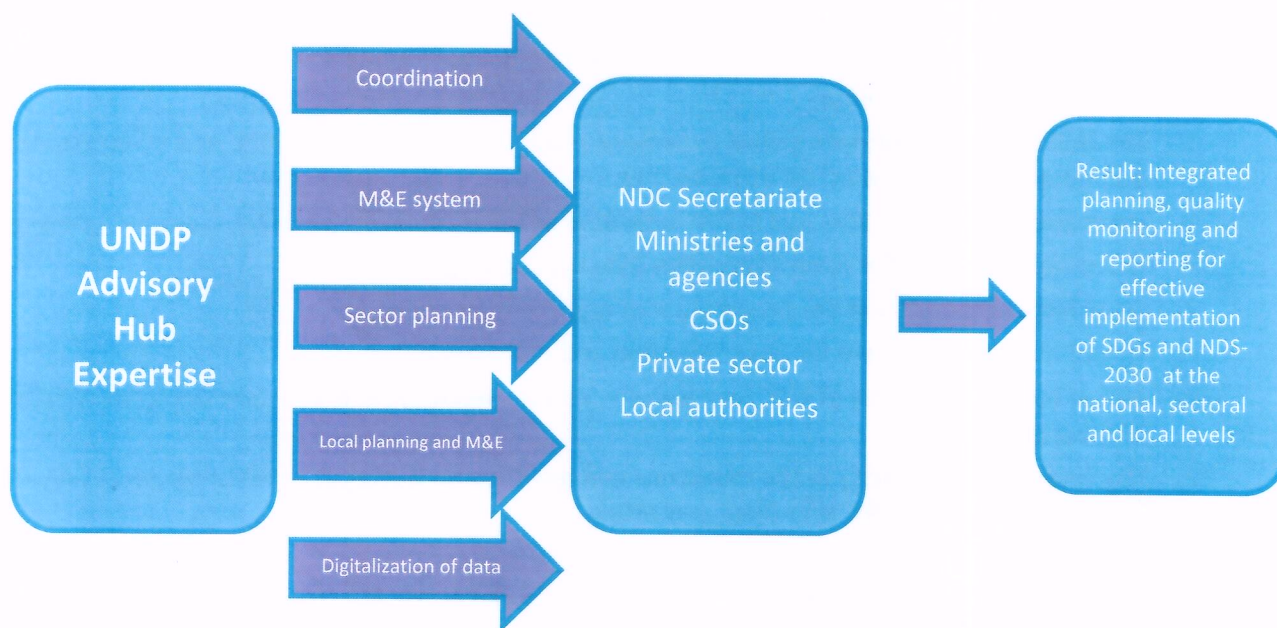 UNDP
Advisory
Hub
Expertise
Coordination
M&E system
Sector planning
Local planning and M&E
Digitalization of data
NDC Secretariate
Ministries and
agencies
CSOs
Private sector
Local authorities
Result: Integrated
planning, quality
monitoring and
reporting for
effective
implementation
of SDGs and NDS-
2030 at the
national, sectoral
and local levels